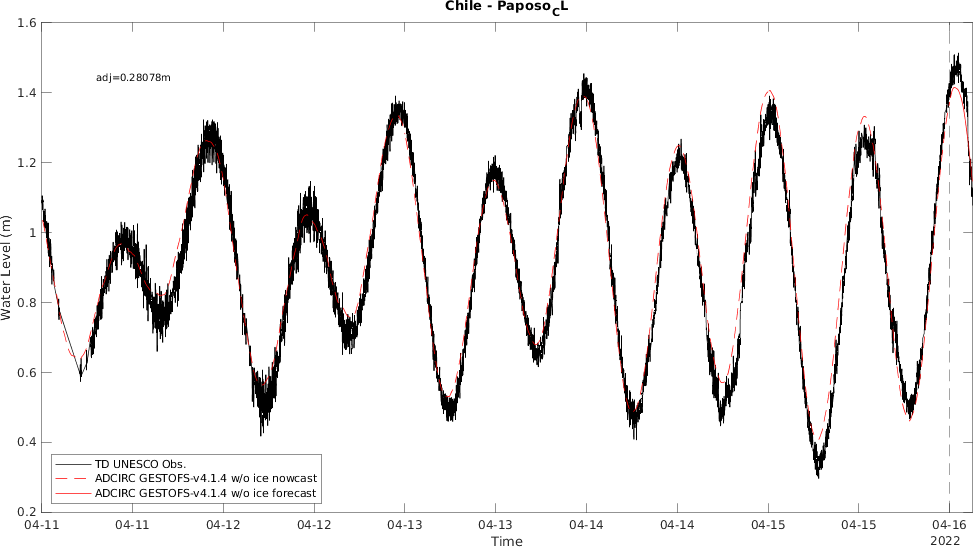 Chile - Paposo_CL
1.6
1.4
1.2
1
0.8
0.6
0.4
0.2
Water Level (m)
adj=0.28078m
TD UNESCO Obs.
ADCIRC GESTOFS-v4.1.4 w/o ice nowcast
ADCIRC GESTOFS-v4.1.4 w/o ice forecast
04-11 04-11 04-12 04-12 04-13 04-13 04-14 04-14 04-15 04-15 04-16
Time
2022